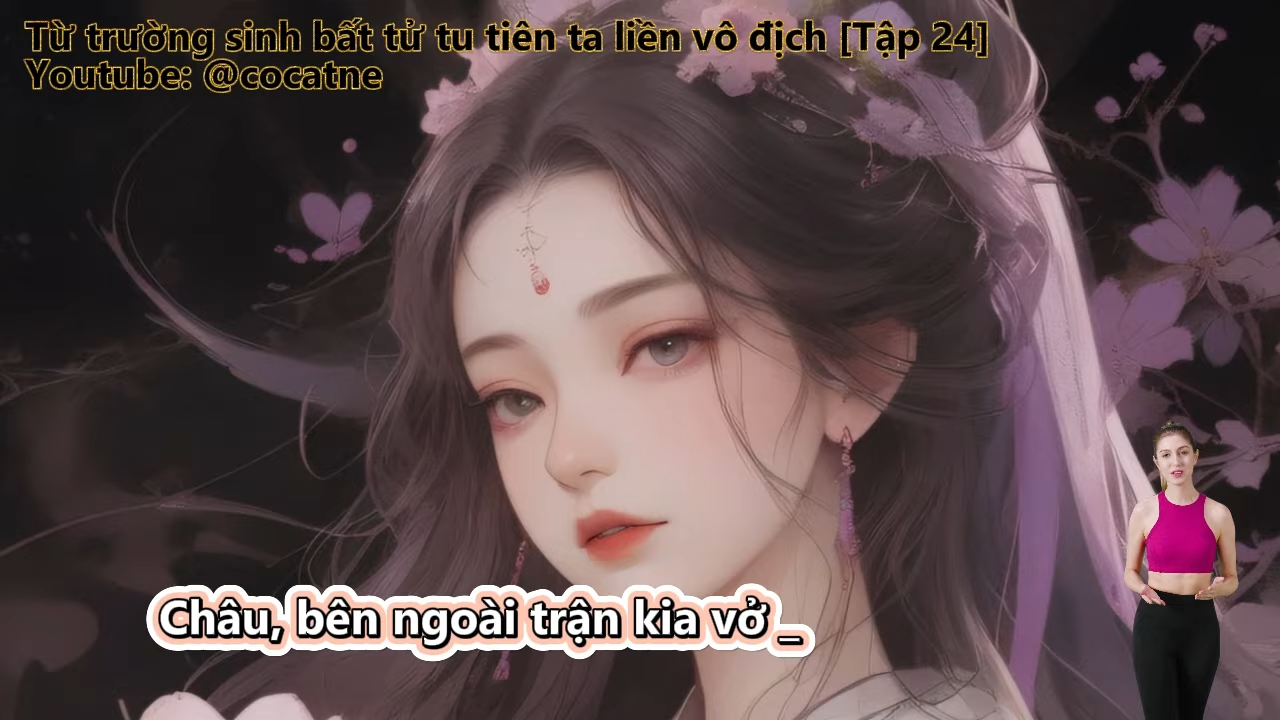 Từ trường sinh bất tử tu tiên ta liền vô địch [Tập 24]
Youtube: @cocatne
Châu, bên ngoài trận kia vở _